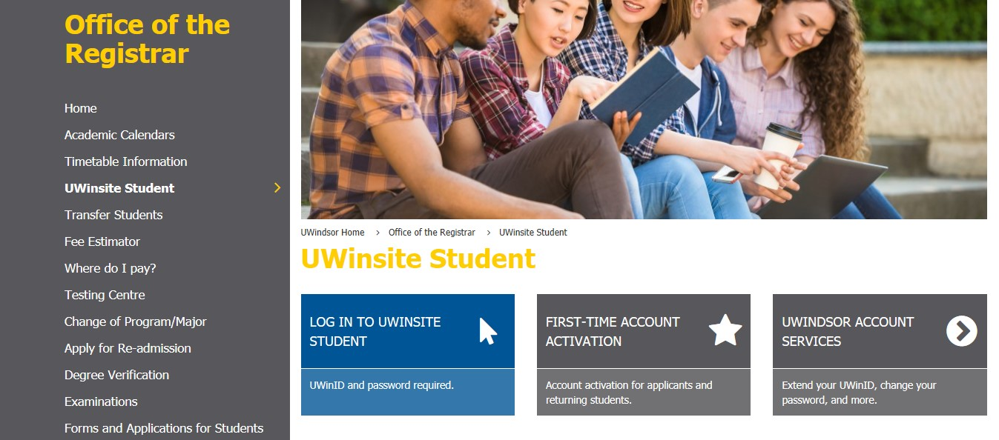 Office of the
Registrar
Home
Academic Calendars
Timetable Information
UWinsite Student
Transfer Students
Fee Estimator
Where do I pay?
Testing Centre
Change of Program/Major
Apply for Re-admission
Degree Verification
Examinations
Forms and Applications for Students
UWindsor Home > Office of the Registrar > UWinsite Student
UWinsite Student
LOG IN TO UWINSITE
STUDENT
UWinID and password required.
FIRST-TIME ACCOUNT
ACTIVATION
Account activation for applicants and
returning students.
UWINDSOR ACCOUNT
SERVICES
Extend your UWinID, change your
password, and more.